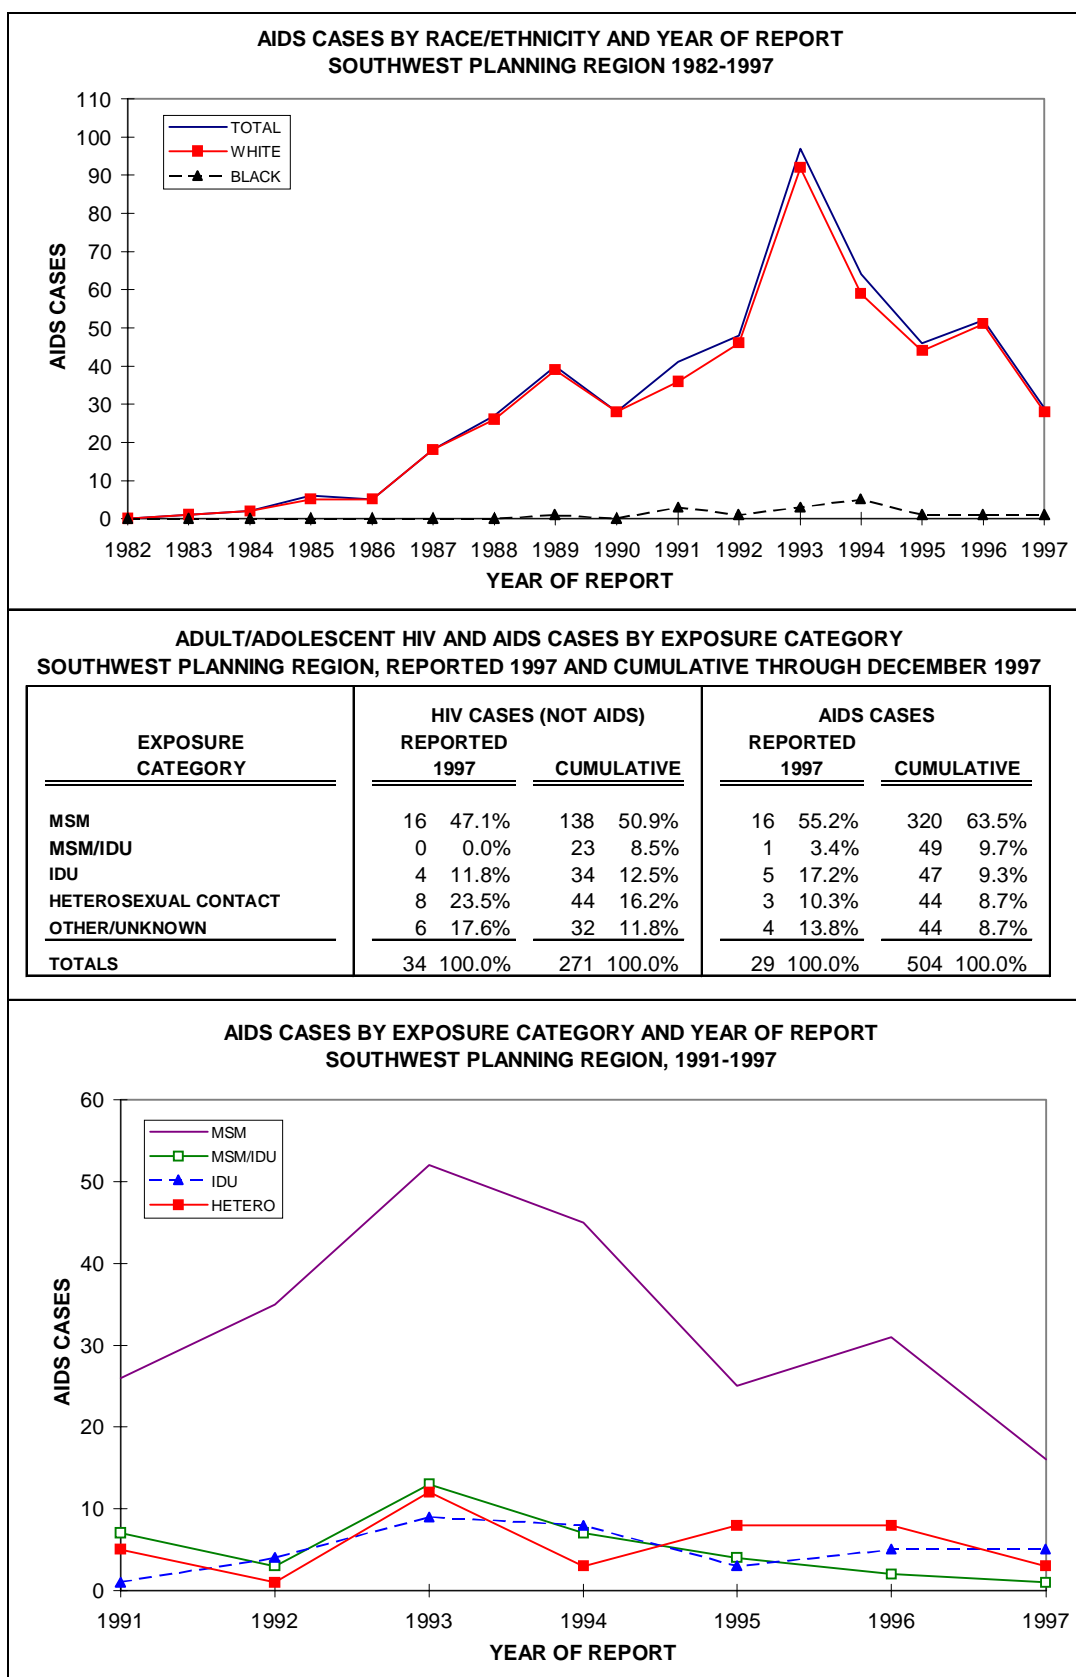 AIDS CASES BY RACE/ETHNICITY AND YEAR OF REPORT
SOUTHWEST PLANNING REGION 1982-1997
110
100
90
80
70
60
50
40
30
20
10
0
AIDS CASES
TOTAL
WHITE
BLACK
1982 1983 1984 1985 1986 1987 1988 1989 1990 1991 1992 1993 1994 1995 1996 1997
YEAR OF REPORT
ADULT/ADOLESCENT HIV AND AIDS CASES BY EXPOSURE CATEGORY
SOUTHWEST PLANNING REGION, REPORTED 1997 AND CUMULATIVE THROUGH DECEMBER 1997
HIV CASES (NOT AIDS) AIDS CASES
EXPOSURE REPORTED REPORTED
CATEGORY 1997 CUMULATIVE 1997 CUMULATIVE
MSM 16 47.1% 138 50.9% 16 55.2% 320 63.5%
MSM/IDU 0 0.0% 23 8.5% 1 3.4% 49 9.7%
IDU 4 11.8% 34 12.5% 5 17.2% 47 9.3%
HETEROSEXUAL CONTACT 8 23.5% 44 16.2% 3 10.3% 44 8.7%
OTHER/UNKNOWN 6 17.6% 32 11.8% 4 13.8% 44 8.7%
TOTALS 34 100.0% 271 100.0% 29 100.0% 504 100.0%
AIDS CASES BY EXPOSURE CATEGORY AND YEAR OF REPORT
SOUTHWEST PLANNING REGION, 1991-1997
60
50
40
30
20
10
0
AIDS CASES
MSM
MSM/IDU
IDU
HETERO
1991 1992 1993 1994 1995 1996 1997
YEAR OF REPORT